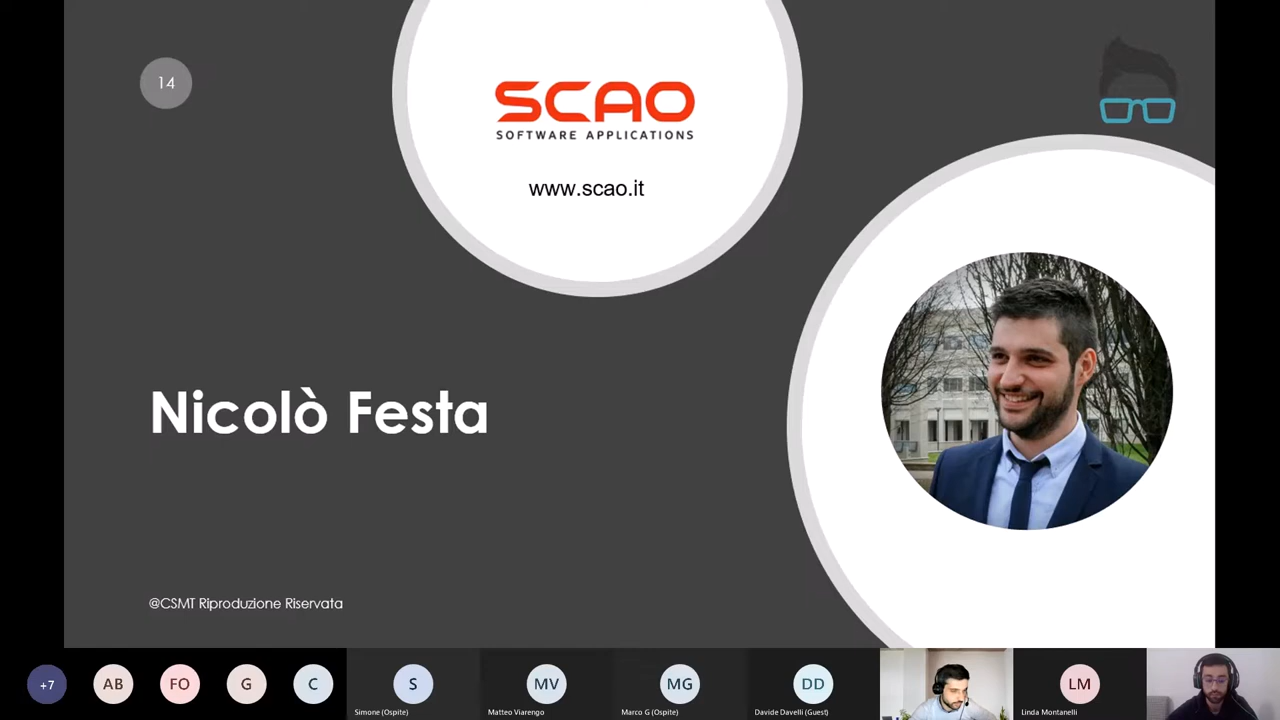 14
SCAO
SOFTWARE APPLICATIONS
www.scao.it
Nicolò Festa
@CSMT Riproduzione Riservata
+7
AB
FO
G
C
S
MV
MG
DD
LM
Simone (Ospite)
Matteo Viarengo
Marco G (Ospite)
Davide Davelli (Guest)
Linda Montanelli